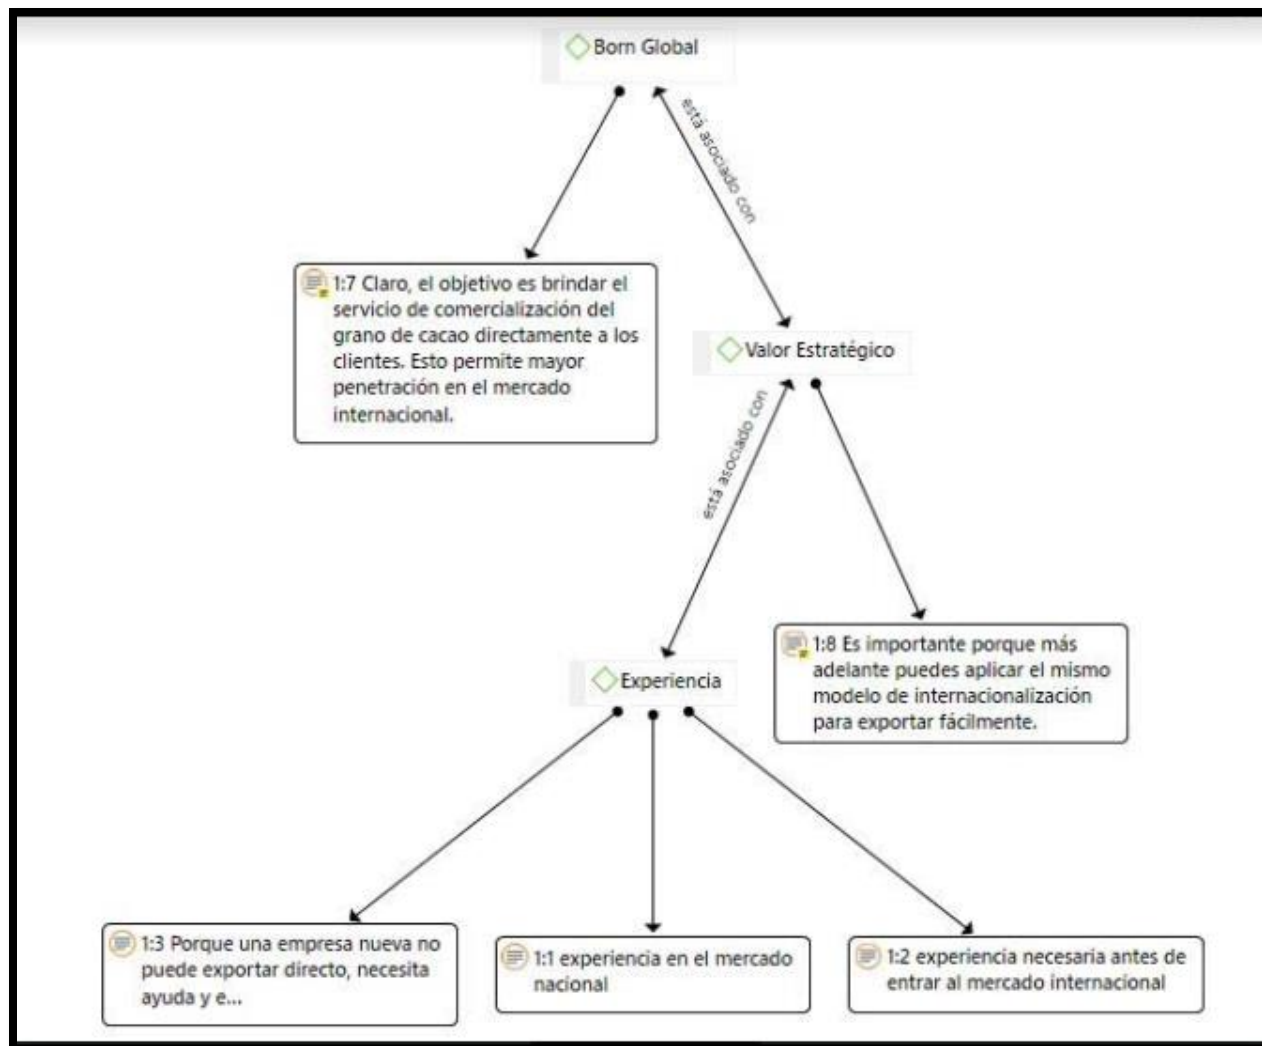 Born Global
está asociado con
1:7 Claro, el objetivo es brindar el
servicio de comercialización del
grano de cacao directamente a los
clientes. Esto permite mayor
penetración en el mercado
internacional.
Valor Estratégico
está asociado con
1:8 Es importante porque más
adelante puedes aplicar el mismo
modelo de internacionalización
para exportar fácilmente.
Experiencia
1:3 Porque una empresa nueva no
puede exportar directo, necesita
ayuda y e...
1:1 experiencia en el mercado
nacional
1:2 experiencia necesaria antes de
entrar al mercado internacional